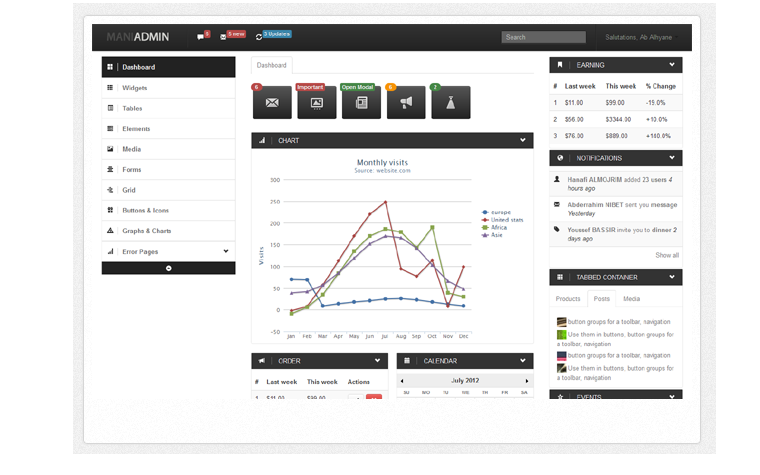 MANIADMIN
5 new
3 Updates
Search
Salutations, Ab Alhyane
Dashboard
Widgets
Tables
Elements
Media
Forms
Grid
Buttons & Icons
Graphs & Charts
Error Pages
Dashboard
6
Important
Open Modal
6
2
CHART
Monthly visits
Source: website.com
Visits
300
250
200
150
100
50
0
-50
Jan Feb Mar Apr May Jun Jul Aug Sep Oct Nov Dec
europe
United stats
Africa
Asia
ORDER
# Last week This week Actions
1 $11.00 $99.00
CALENDAR
July 2012
SU MO TU WE TH FR SA
EARNING
# Last week This week % Change
1 $11.00 $99.00 -19.0%
2 $56.00 $3344.00 +10.0%
3 $76.00 $889.00 +140.0%
NOTIFICATIONS
Hasafi ALMOJRIM added 23 users 4
hours ago
Abderrahim NIBET sent you message
Yesterday
Youssef BASSIR invite you to dinner 2
days ago
Show all
TABBED CONTAINER
Products Posts Media
button groups for a toolbar, navigation
Use them in buttons, button groups for
a toolbar, navigation
button groups for a toolbar, navigation
Use them in buttons, button groups for
a toolbar, navigation
EVENTS